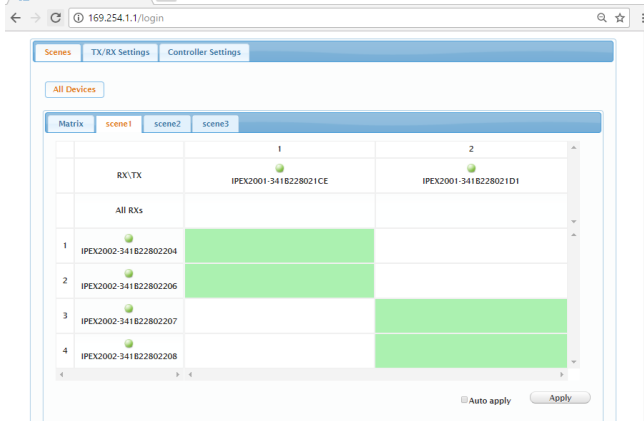 169.254.1.1/login
Scenes TX/RX Settings Controller Settings
All Devices
Matrix scene1 scene2 scene3
1 2
RX\TX IPEX2001-341B228021CE IPEX2001-341B228021D1
All RXs
1 IPEX2002-341B22802204
2 IPEX2002-341B22802206
3 IPEX2002-341B22802207
4 IPEX2002-341B22802208
Auto apply Apply